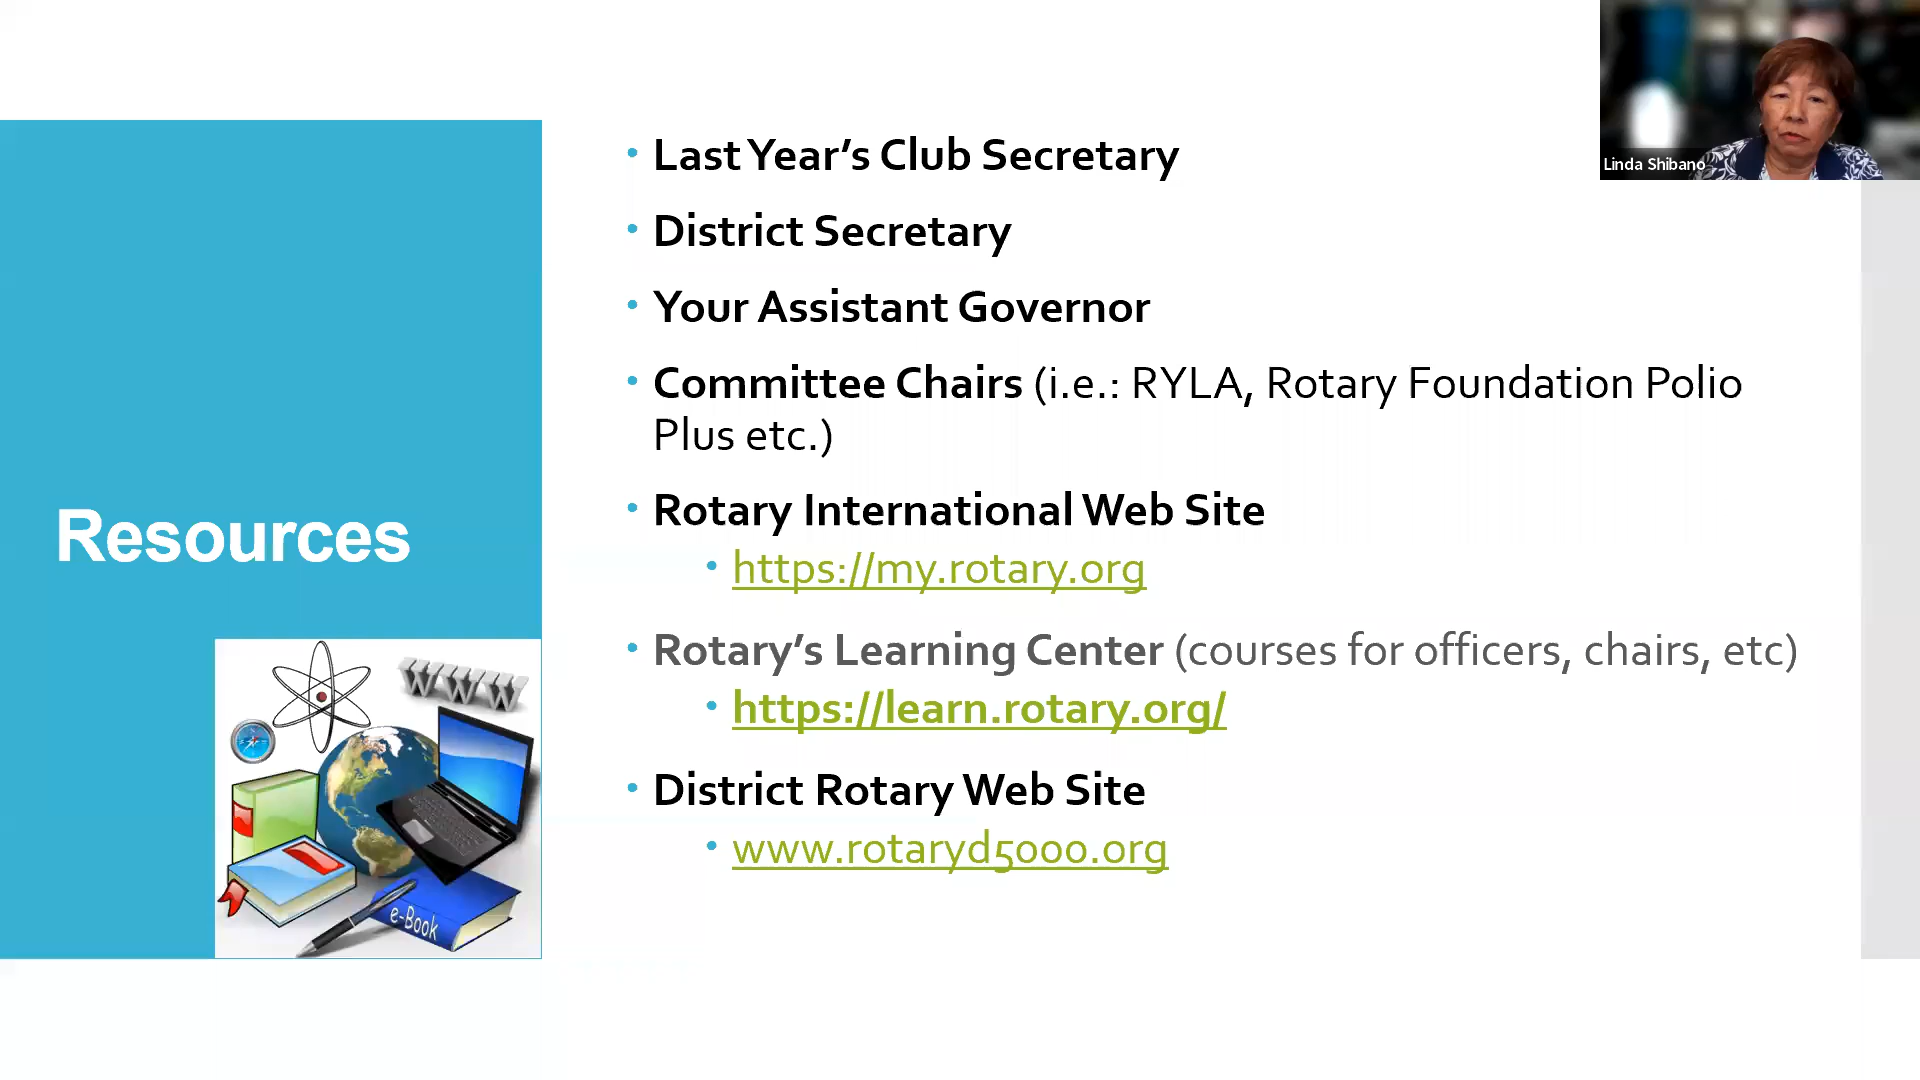 Linda Shibano
Resources
• Last Year’s Club Secretary
• District Secretary
• Your Assistant Governor
• Committee Chairs (i.e.: RYLA, Rotary Foundation Polio
Plus etc.)
• Rotary International Web Site
• https://my.rotary.org
• Rotary’s Learning Center (courses for officers, chairs, etc)
• https://learn.rotary.org/
• District Rotary Web Site
• www.rotaryd5000.org
WWW
e-Book